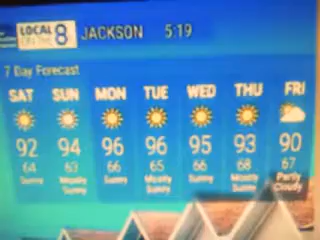 LOCAL 8 JACKSON 5:19
7 Day Forecast
SAT SUN MON TUE WED THU FRI
92 94 96 96 95 93 90
64 63 66 65 66 68 67
Sunny Mostly Sunny Sunny Mostly Sunny Sunny Mostly Sunny Partly Cloudy